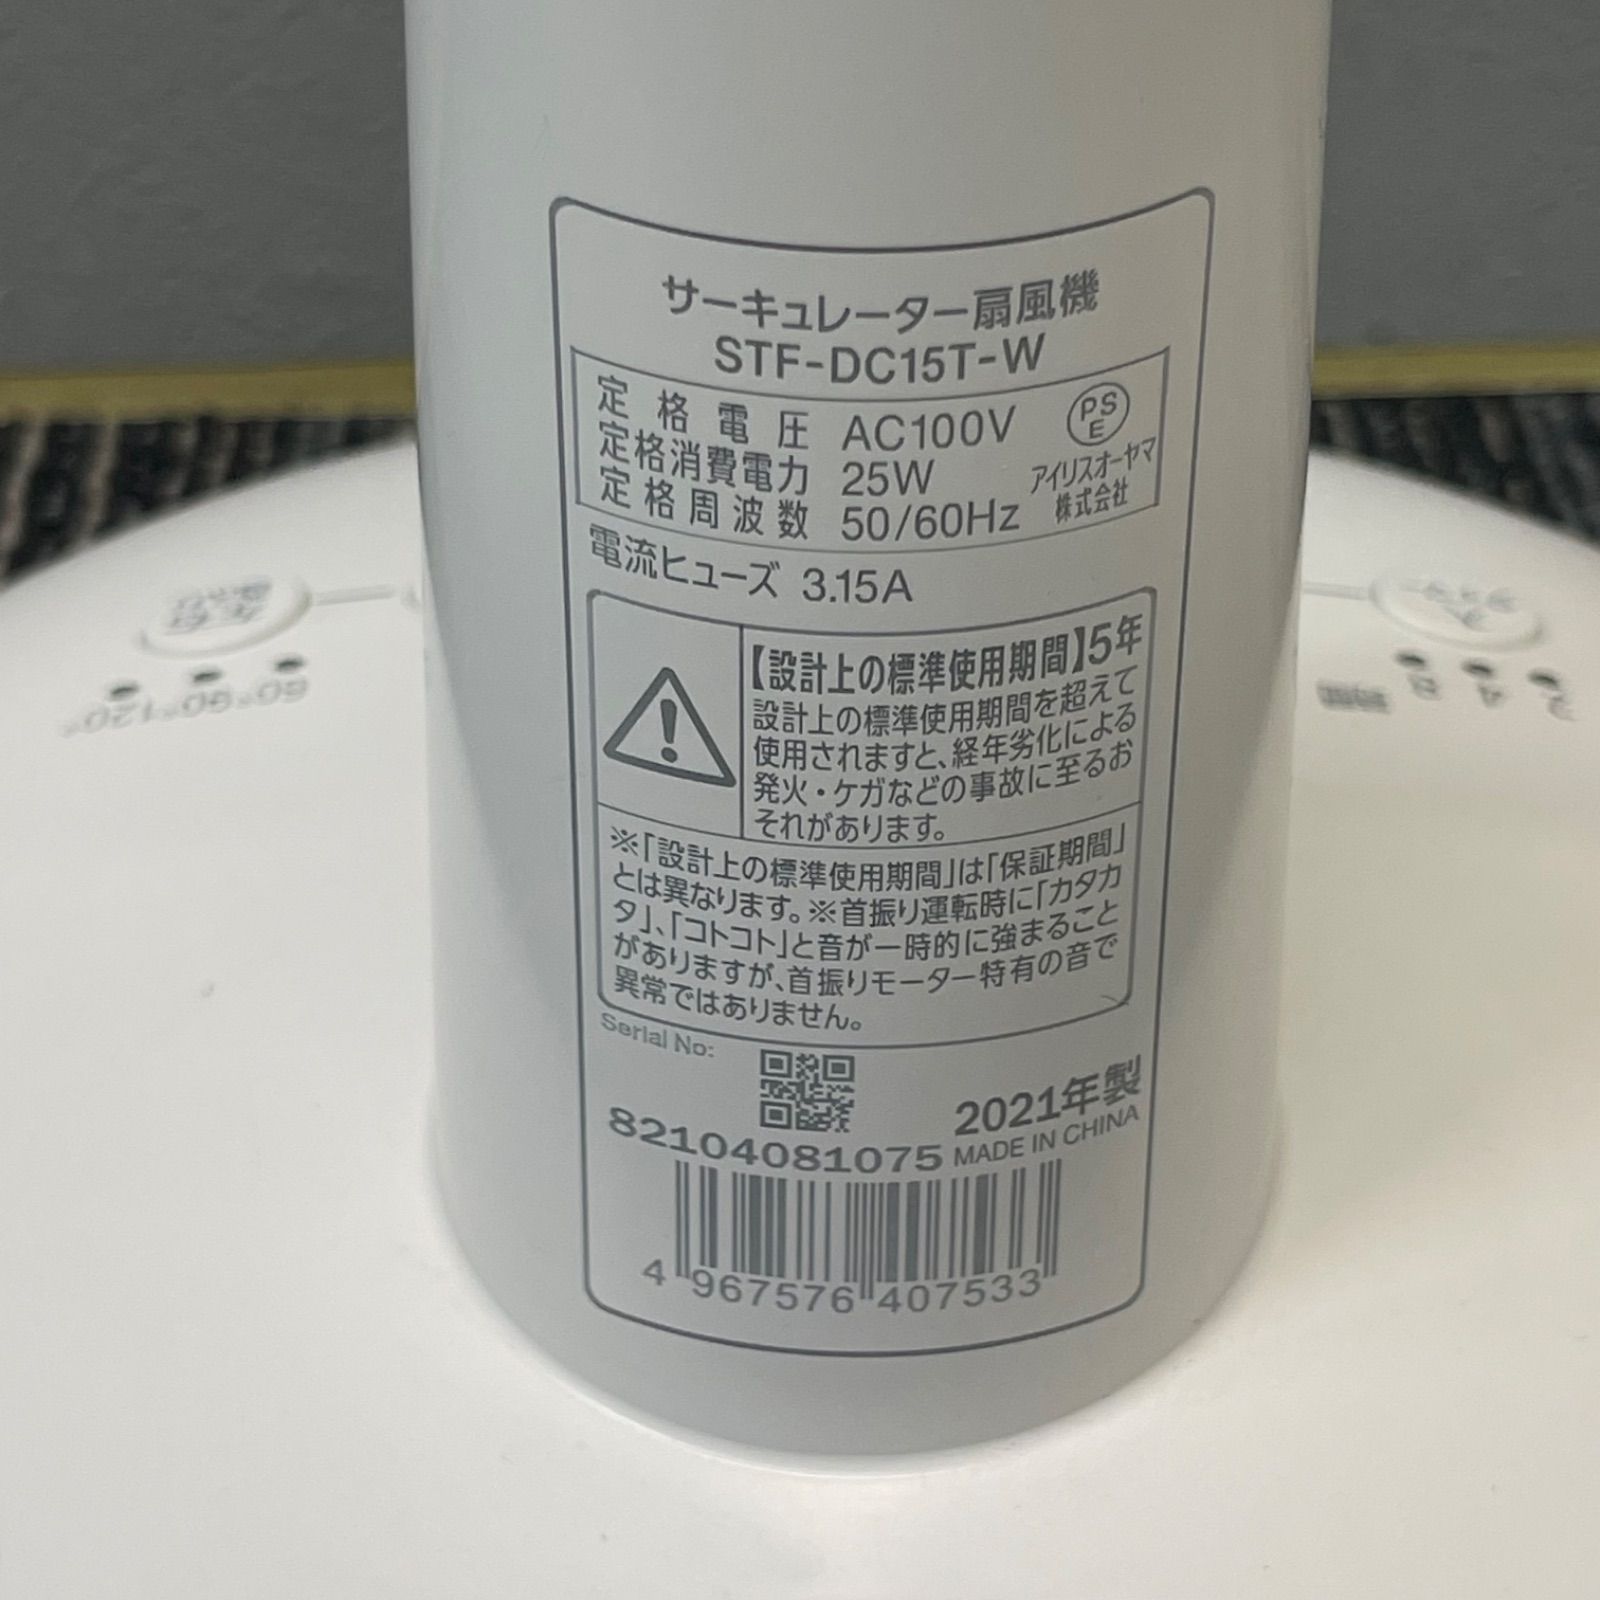 サーキュレーター扇風機
STF-DC15T-W
定格電圧 AC100V
定格消費電力 25W
定格周波数 50/60Hz
PS
E
アイリスオーヤマ
株式会社
電流ヒューズ 3.15A
【設計上の標準使用期間】5年
設計上の標準使用期間を超えて
使用されますと、経年劣化による
発火・ケガなどの事故に至るお
それがあります。
※「設計上の標準使用期間」は「保証期間」
とは異なります。※首振り運転時に「カタカ
タ」、「コトコト」と音が一時的に強まること
がありますが、首振りモーター特有の音で
異常ではありません。
Serial No:
82104081075
2021年製
MADE IN CHINA
4 967576 407533
左右
60° 90° 120°